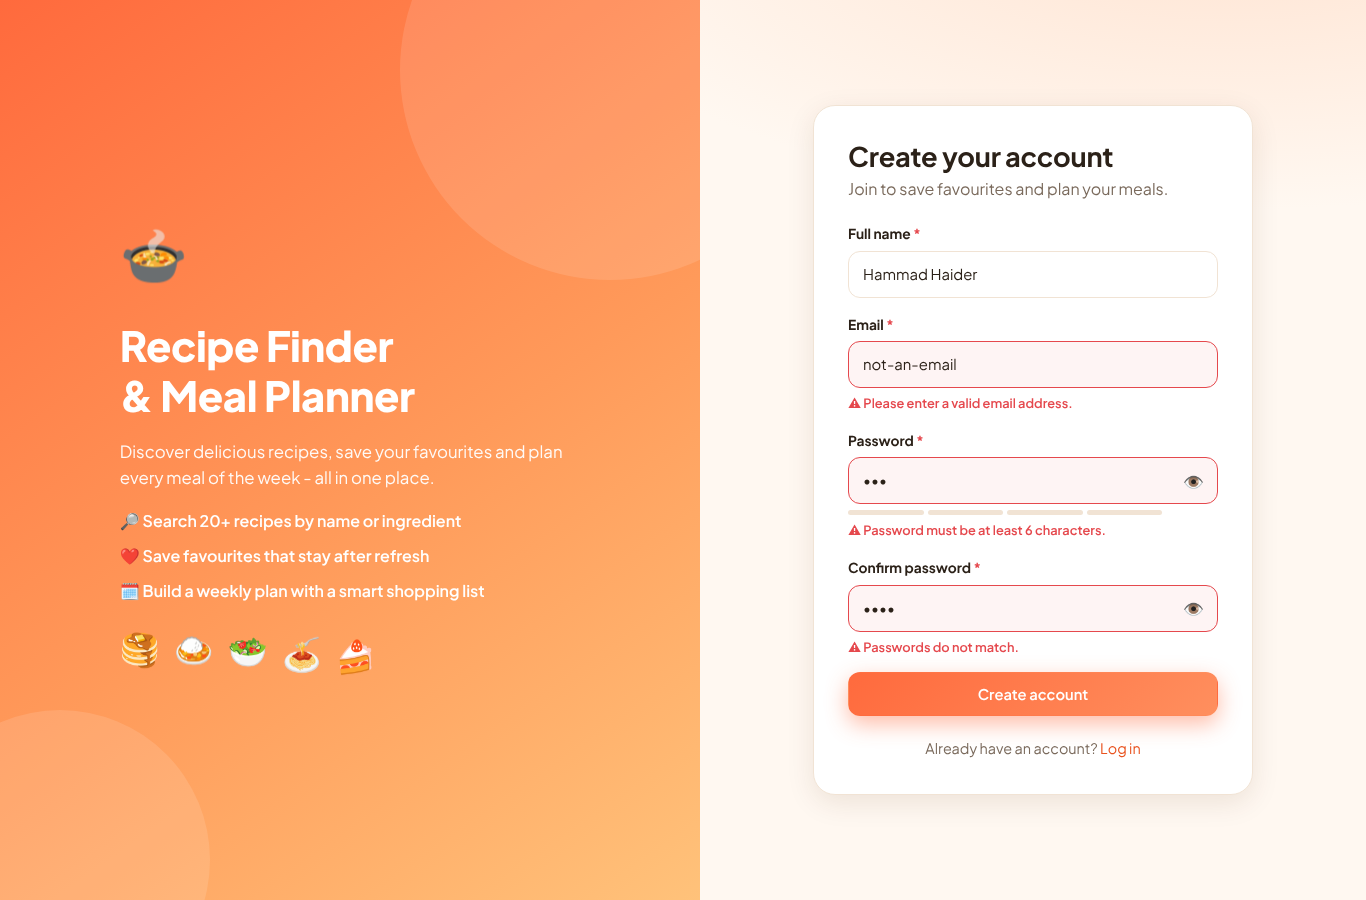 Recipe Finder
& Meal Planner
Discover delicious recipes, save your favourites and plan
every meal of the week - all in one place.
🔎 Search 20+ recipes by name or ingredient
❤️ Save favourites that stay after refresh
🗓️ Build a weekly plan with a smart shopping list
Create your account
Join to save favourites and plan your meals.
Full name *
Hammad Haider
Email *
not-an-email
⚠ Please enter a valid email address.
Password *
•••
⚠ Password must be at least 6 characters.
Confirm password *
••••
⚠ Passwords do not match.
Create account
Already have an account? Log in